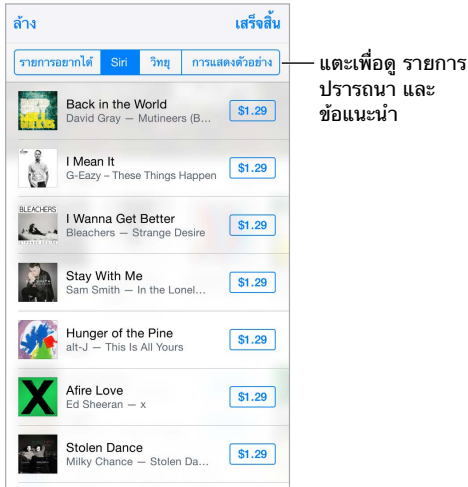 ล้าง เสร็จสิ้น
รายการอยากได้ Siri วิทยุ การแสดงตัวอย่าง
แตะเพื่อดู รายการ
ปรารถนา และ
ข้อแนะนำ
Back in the World
David Gray — Mutineers (B...
$1.29
I Mean It
G-Eazy – These Things Happen
$1.29
BLEACHERS
I Wanna Get Better
Bleachers — Strange Desire
$1.29
Stay With Me
Sam Smith — In the Lonel...
$1.29
Hunger of the Pine
alt-J — This Is All Yours
$1.29
Afire Love
Ed Sheeran — x
$1.29
Stolen Dance
Milky Chance — Stolen Da...
$1.29